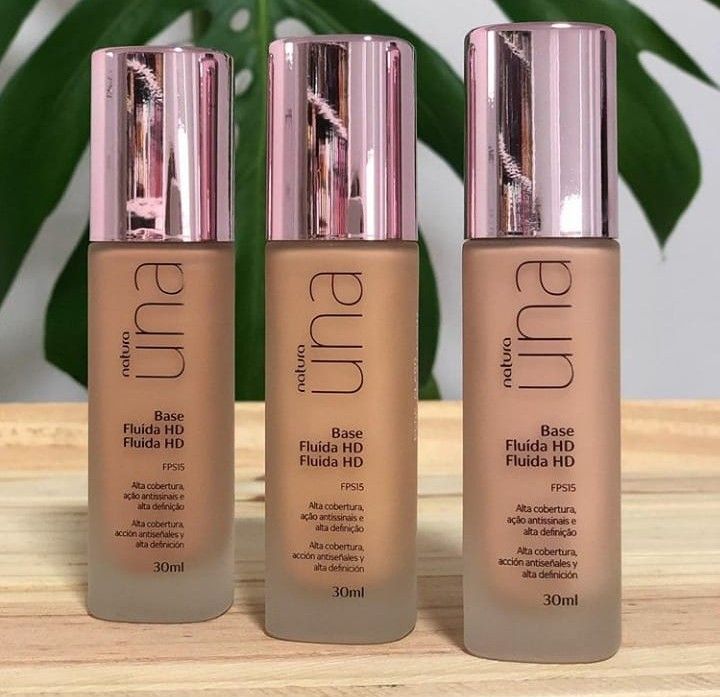 natura
una
Base
Fluída HD
Fluida HD
FPS15
Alta cobertura,
ação antissinais e
alta definição
Alta cobertura,
acción antiseñales y
alta definición
30ml
natura
una
Base
Fluída HD
Fluida HD
FPS15
Alta cobertura,
ação antissinais e
alta definição
Alta cobertura,
acción antiseñales y
alta definición
30ml
natura
una
Base
Fluída HD
Fluida HD
FPS15
Alta cobertura,
ação antissinais e
alta definição
Alta cobertura,
acción antiseñales y
alta definición
30ml